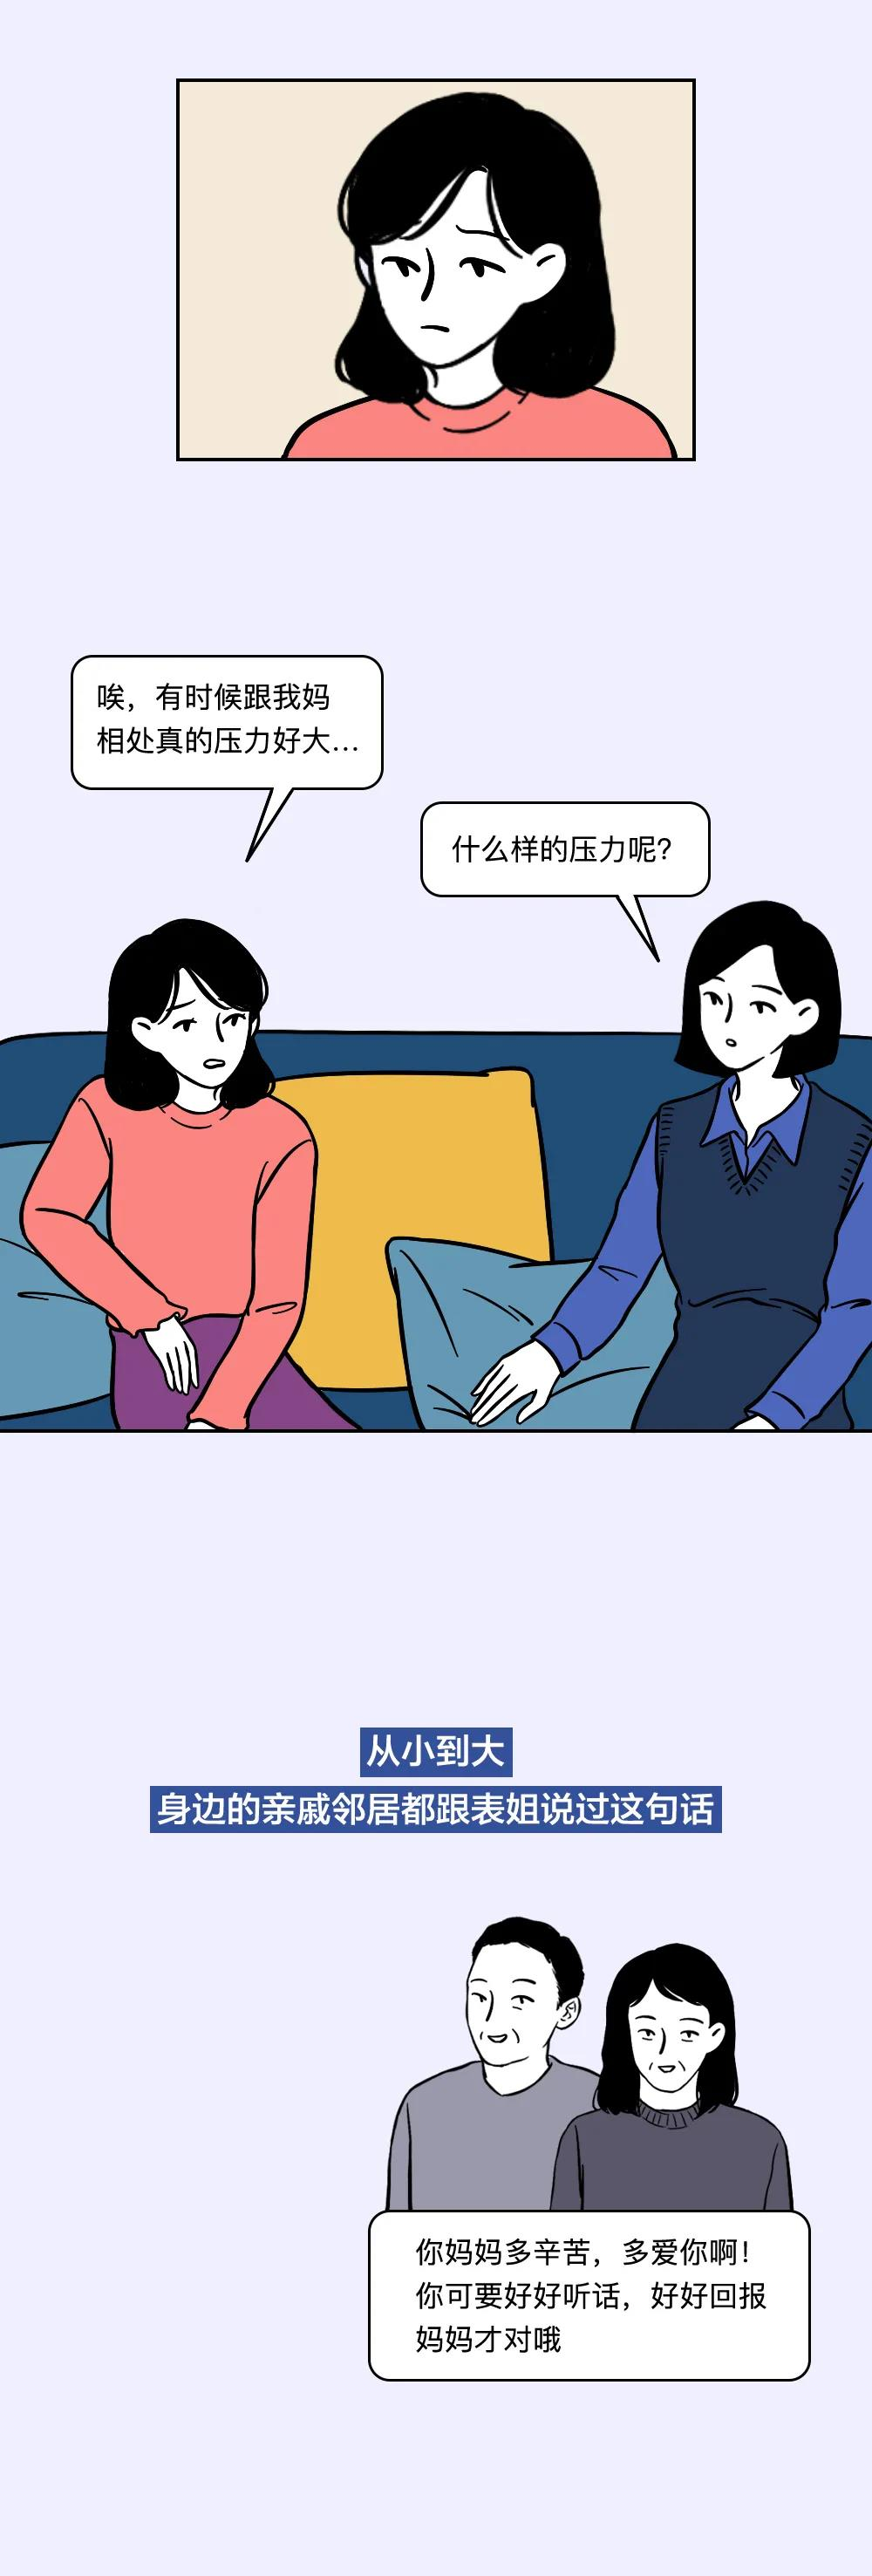 唉，有时候跟我妈
相处真的压力好大...
什么样的压力呢？
从小到大
身边的亲戚邻居都跟表姐说过这句话
你妈妈多辛苦，多爱你啊！
你可要好好听话，好好回报
妈妈才对哦